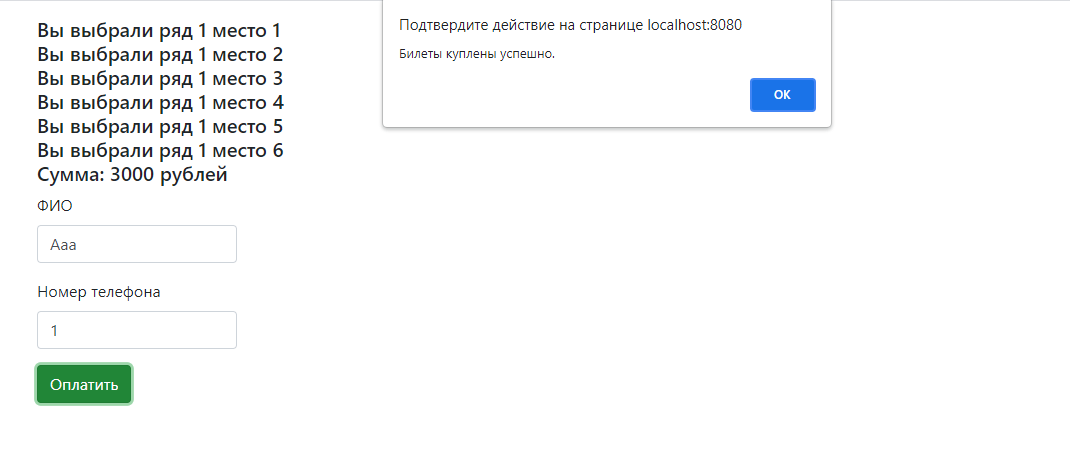 Вы выбрали ряд 1 место 1
Вы выбрали ряд 1 место 2
Вы выбрали ряд 1 место 3
Вы выбрали ряд 1 место 4
Вы выбрали ряд 1 место 5
Вы выбрали ряд 1 место 6
Сумма: 3000 рублей
ФИО
Ааа
Номер телефона
1
Оплатить
Подтвердите действие на странице localhost:8080
Билеты куплены успешно.
ОК